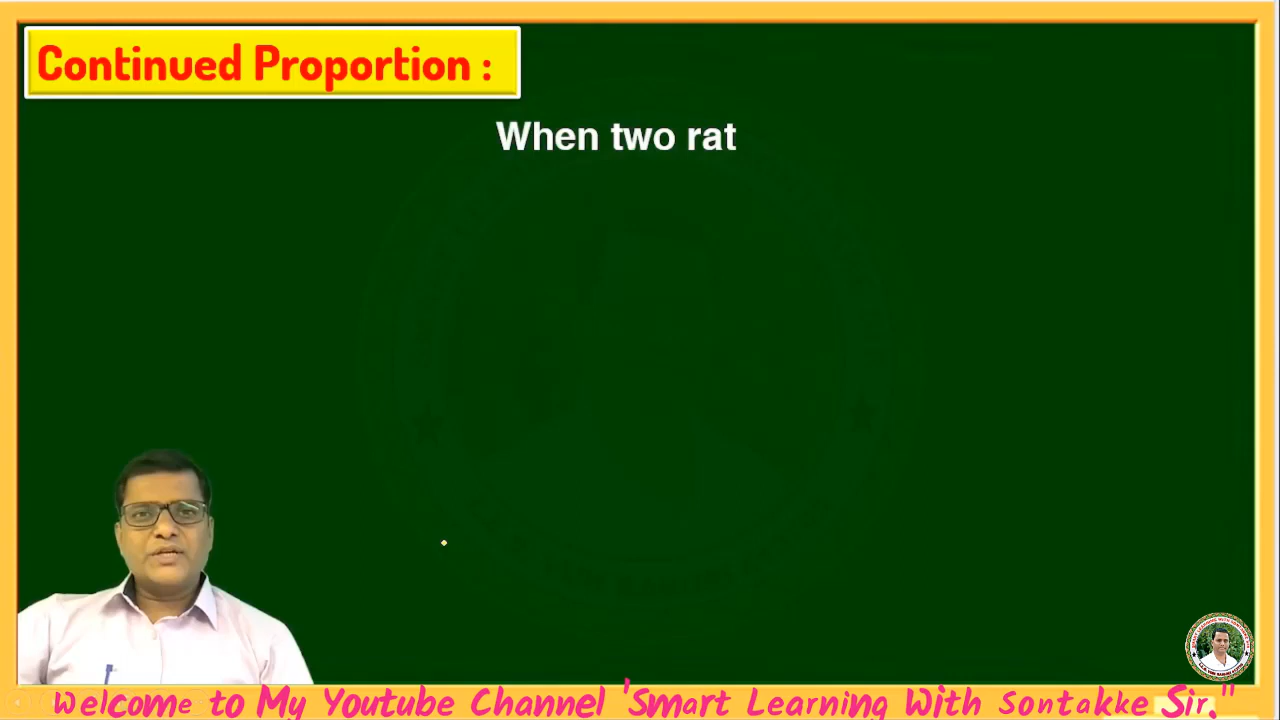 Continued Proportion :
When two rat
Welcome to My Youtube Channel 'Smart Learning With Sontakke Sir."